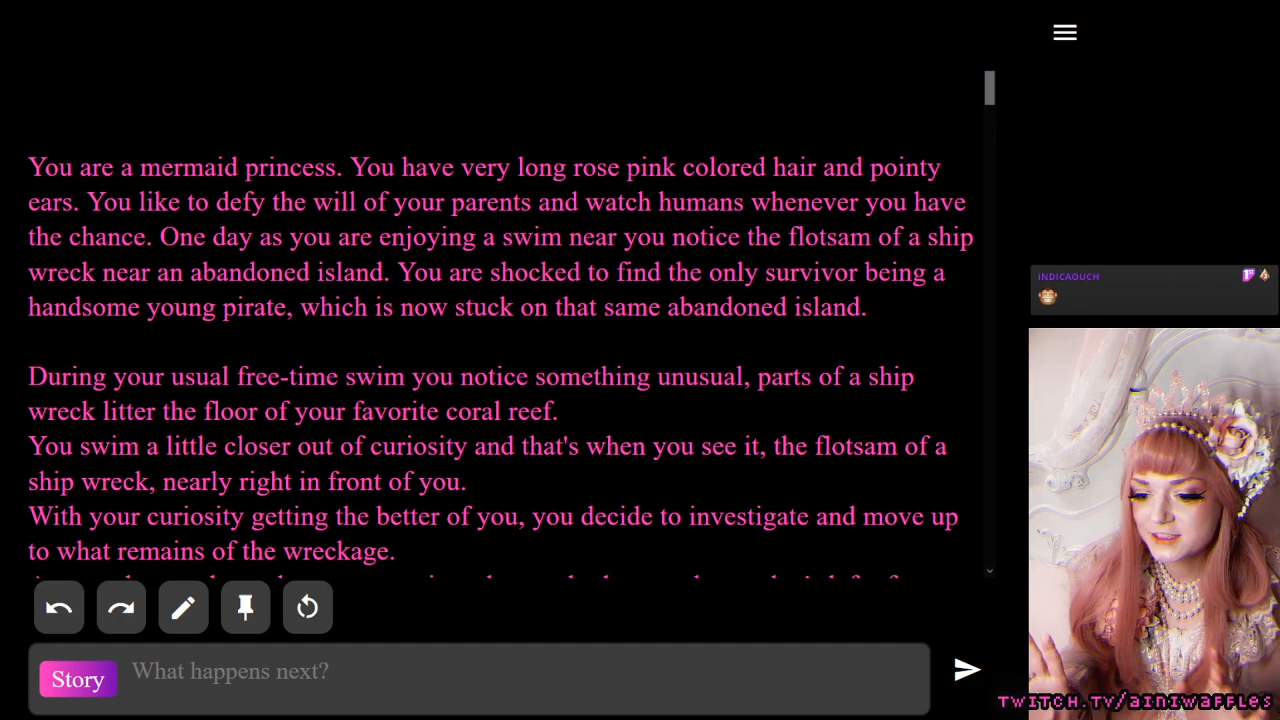 You are a mermaid princess. You have very long rose pink colored hair and pointy
ears. You like to defy the will of your parents and watch humans whenever you have
the chance. One day as you are enjoying a swim near you notice the flotsam of a ship
wreck near an abandoned island. You are shocked to find the only survivor being a
handsome young pirate, which is now stuck on that same abandoned island.
During your usual free-time swim you notice something unusual, parts of a ship
wreck litter the floor of your favorite coral reef.
You swim a little closer out of curiosity and that's when you see it, the flotsam of a
ship wreck, nearly right in front of you.
With your curiosity getting the better of you, you decide to investigate and move up
to what remains of the wreckage.
Story What happens next?
INDICAOUCH
TWITCH.TV/AINIWAFFLES